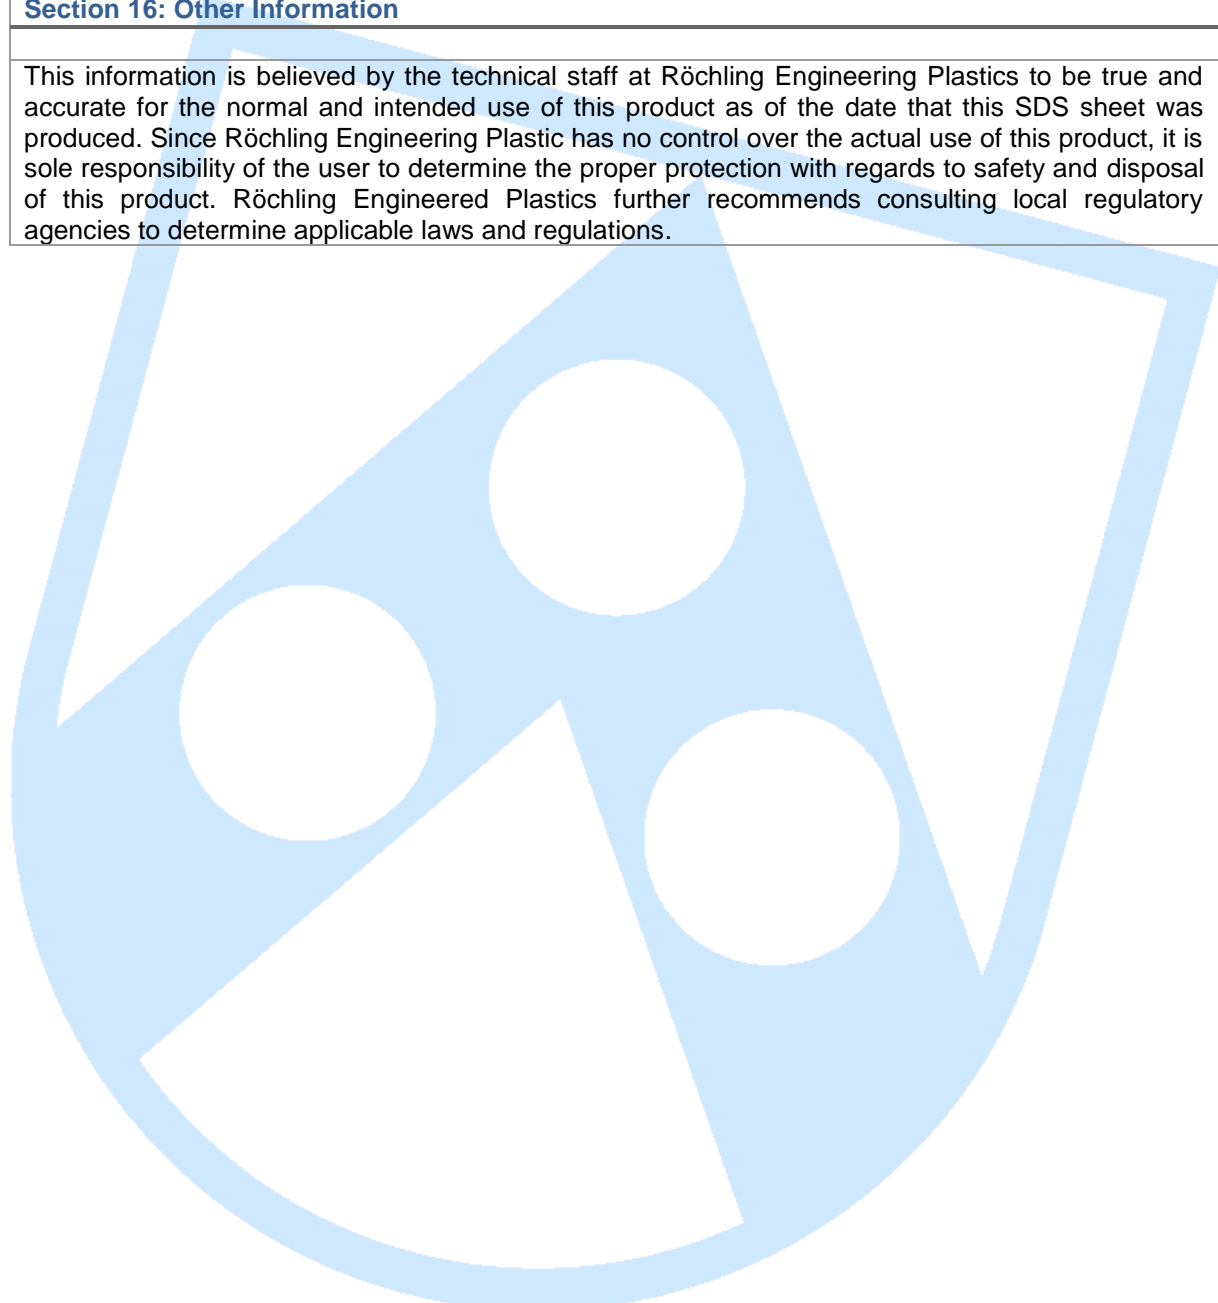 Section 16: Other Information
This information is believed by the technical staff at Röchling Engineering Plastics to be true and
accurate for the normal and intended use of this product as of the date that this SDS sheet was
produced. Since Röchling Engineering Plastic has no control over the actual use of this product, it is
sole responsibility of the user to determine the proper protection with regards to safety and disposal
of this product. Röchling Engineered Plastics further recommends consulting local regulatory
agencies to determine applicable laws and regulations.